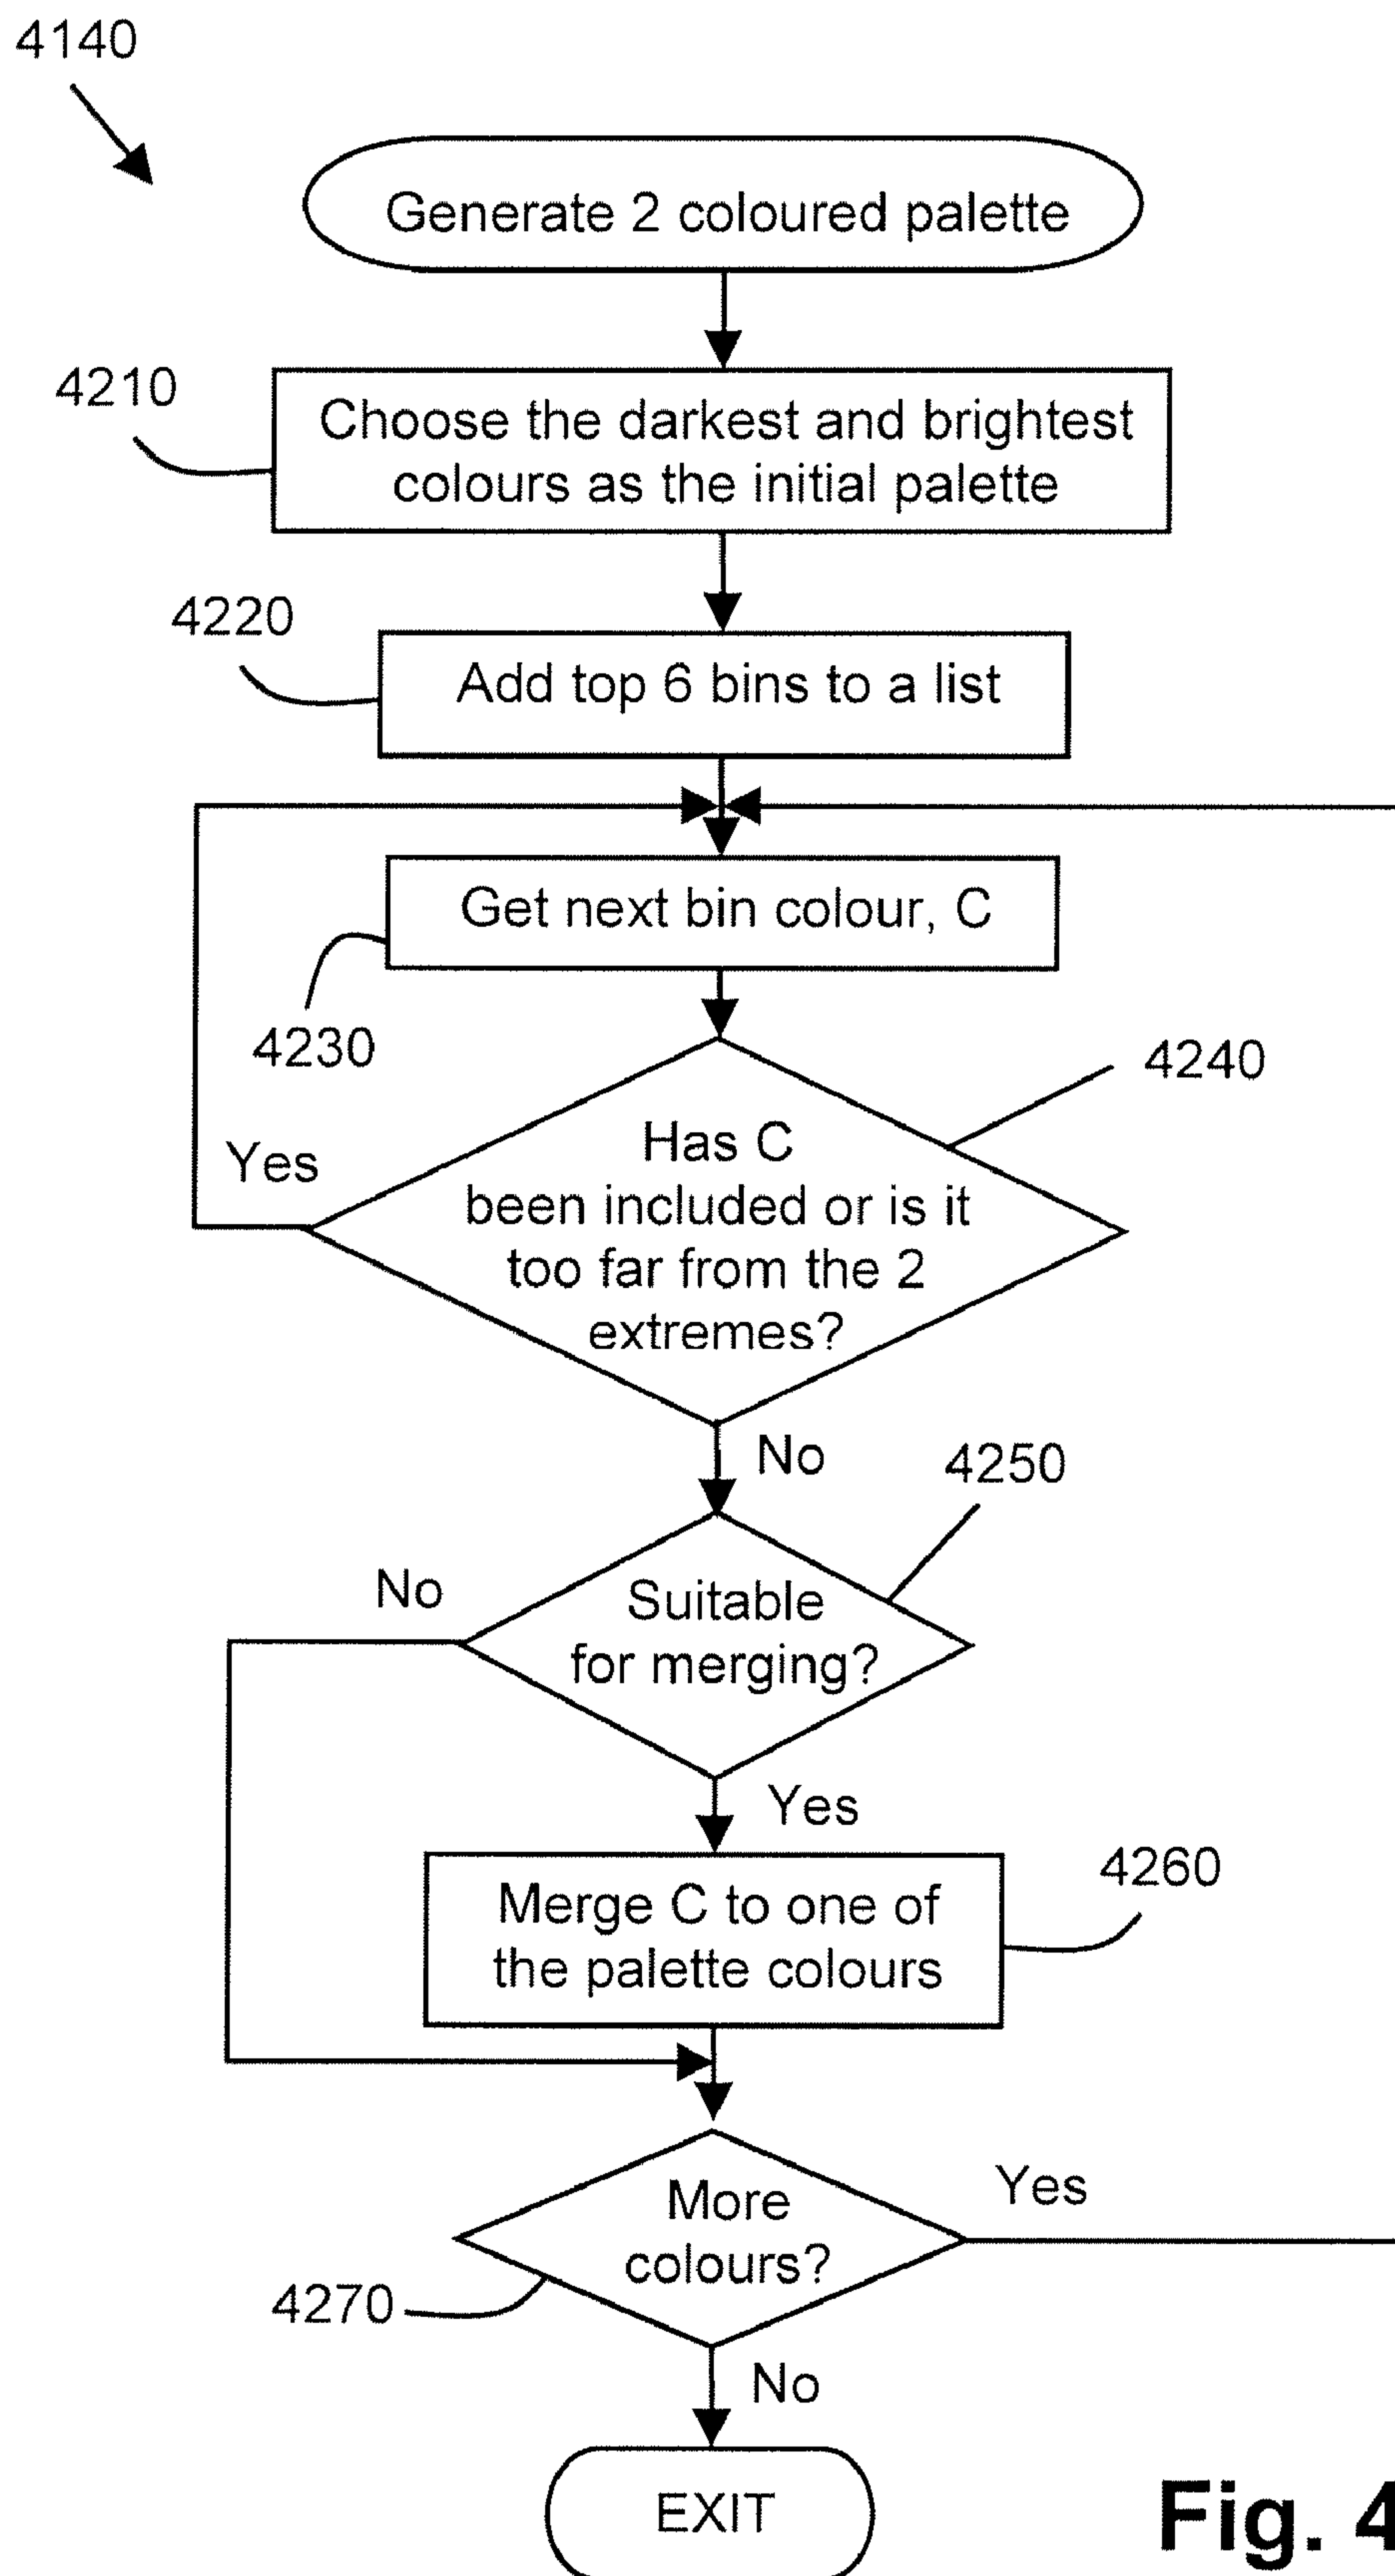 4140
Generate 2 coloured palette
4210
Choose the darkest and brightest
colours as the initial palette
4220
Add top 6 bins to a list
Get next bin colour, C
4230
4240
Yes
Has C
been included or is it
too far from the 2
extremes?
No
4250
No
Suitable
for merging?
Yes
4260
Merge C to one of
the palette colours
More
colours?
Yes
4270
No
EXIT
Fig. 4